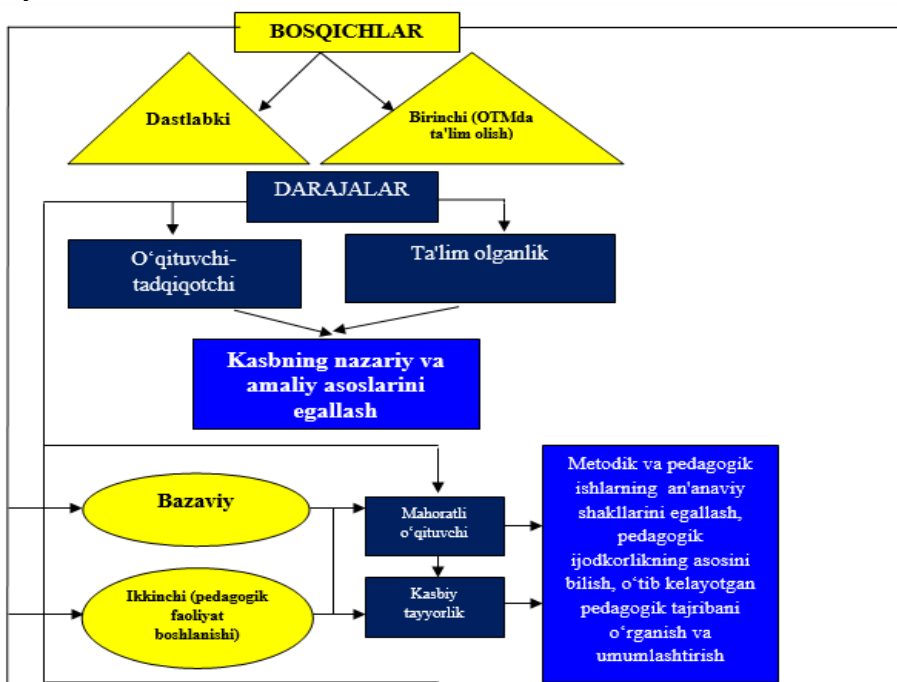 BOSQICHLAR
Dastlabki
Birinchi (OTMda
ta'lim olish)
DARAJALAR
O‘qituvchi-
tadqiqotchi
Ta'lim olganlik
Kasbning nazariy va
amaliy asoslarini
egallash
Bazaviy
Mahoratli
o‘qituvchi
Ikkinchi (pedagogik
faoliyat
boshlanishi)
Kasbiy
tayyorlik
Metodik va pedagogik
ishlarning an'anaviy
shakllarini egallash,
pedagogik
ijodkorlikning asosini
bilish, o‘tib kelayotgan
pedagogik tajribani
o‘rganish va
umumlashtirish